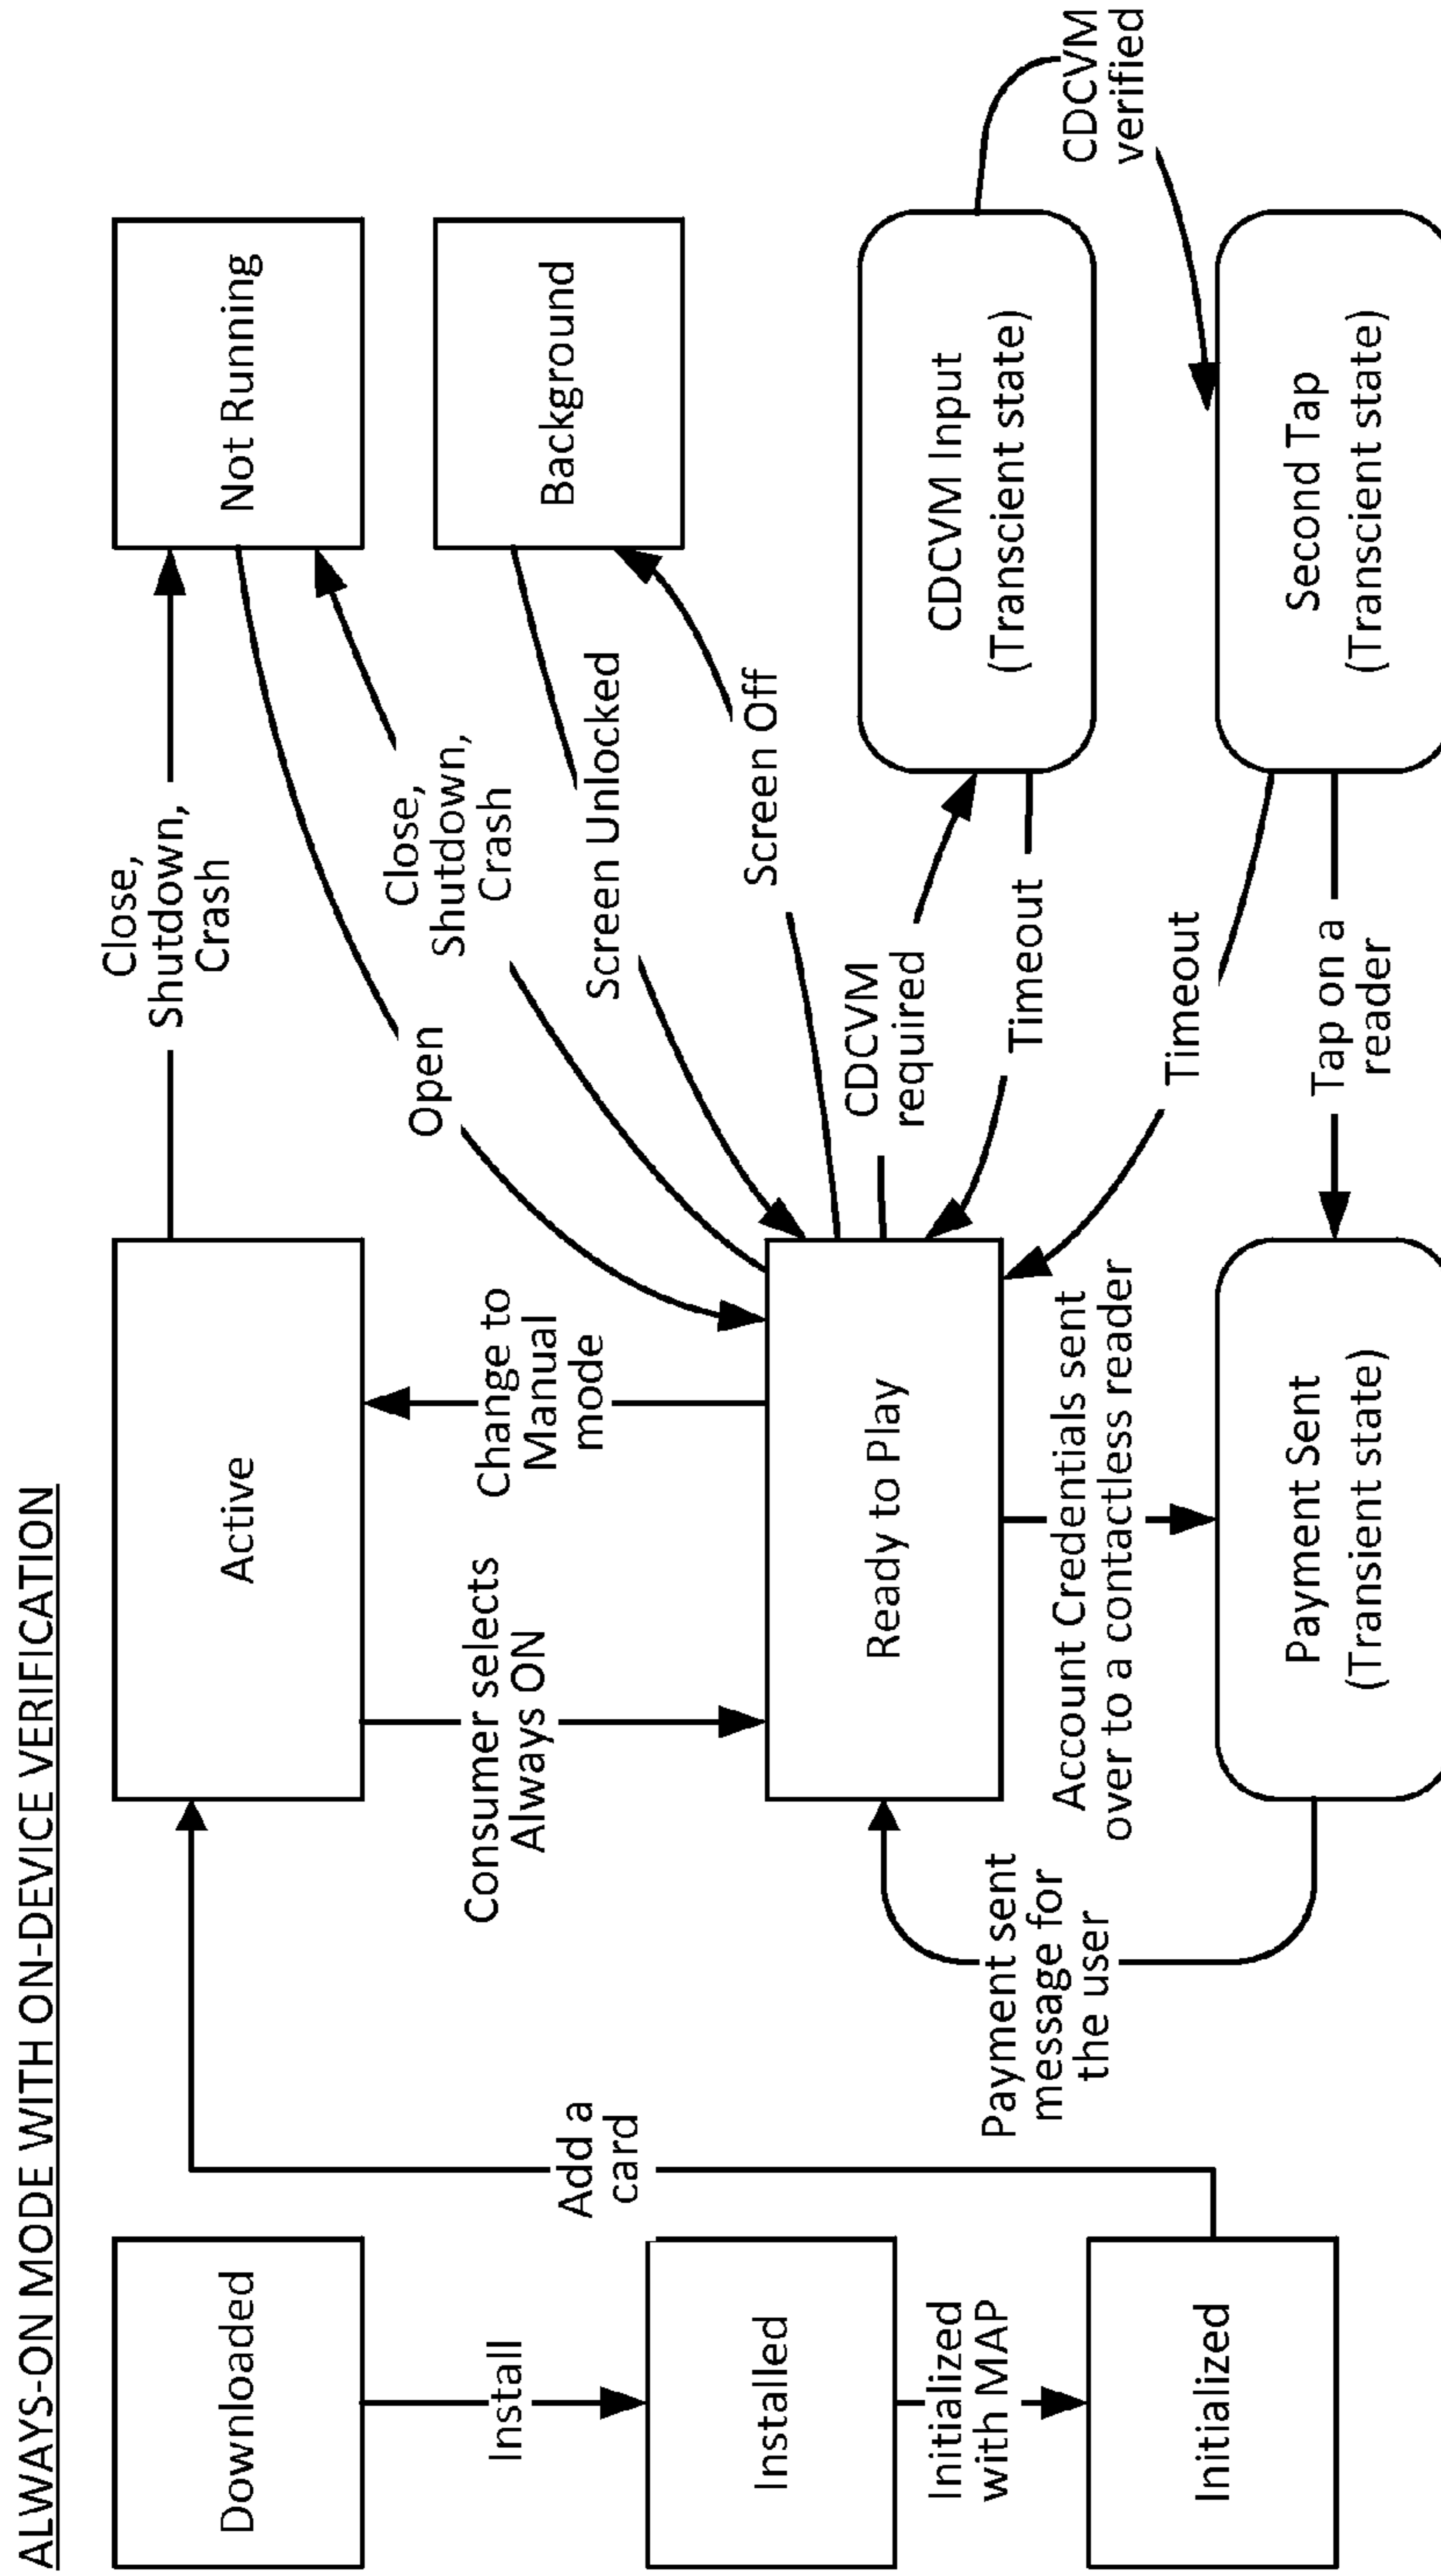 ALWAYS-ON MODE WITH ON-DEVICE VERIFICATION
Downloaded
Install
Installed
Initialized
with MAP
Initialized
Add a
card
Active
Consumer selects
Always ON
Change to
Manual
mode
Ready to Play
Payment sent
message for
the user
Account Credentials sent
over to a contactless reader
Payment Sent
(Transient state)
Close,
Shutdown,
Crash
Open
Close,
Shutdown,
Crash
Screen Unlocked
Screen Off
CDCVM
required
Timeout
Timeout
Tap on a
reader
Not Running
Background
CDCVM Input
(Transcient state)
CDCVM
verified
Second Tap
(Transcient state)